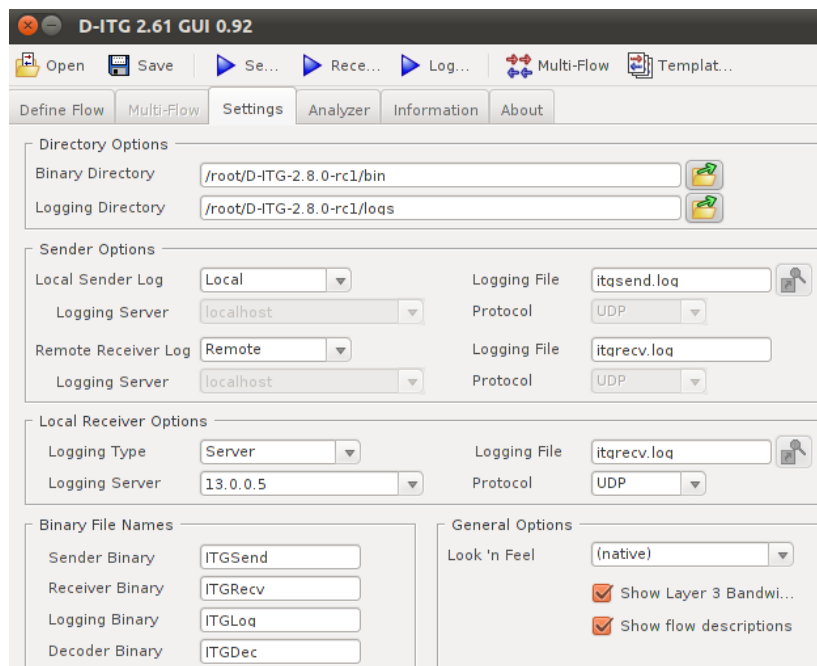 D-ITG 2.61 GUI 0.92
Open Save Se... Rece... Log... Multi-Flow Templat...
Define Flow Multi-Flow Settings Analyzer Information About
Directory Options
Binary Directory /root/D-ITG-2.8.0-rc1/bin
Logging Directory /root/D-ITG-2.8.0-rc1/logs
Sender Options
Local Sender Log Local Logging File itgsend.log
Logging Server localhost Protocol UDP
Remote Receiver Log Remote Logging File itgrecv.log
Logging Server localhost Protocol UDP
Local Receiver Options
Logging Type Server Logging File itgrecv.log
Logging Server 13.0.0.5 Protocol UDP
Binary File Names General Options
Sender Binary ITGSend Look 'n Feel (native)
Receiver Binary ITGRecv Show Layer 3 Bandwi...
Logging Binary ITGLog Show flow descriptions
Decoder Binary ITGDec